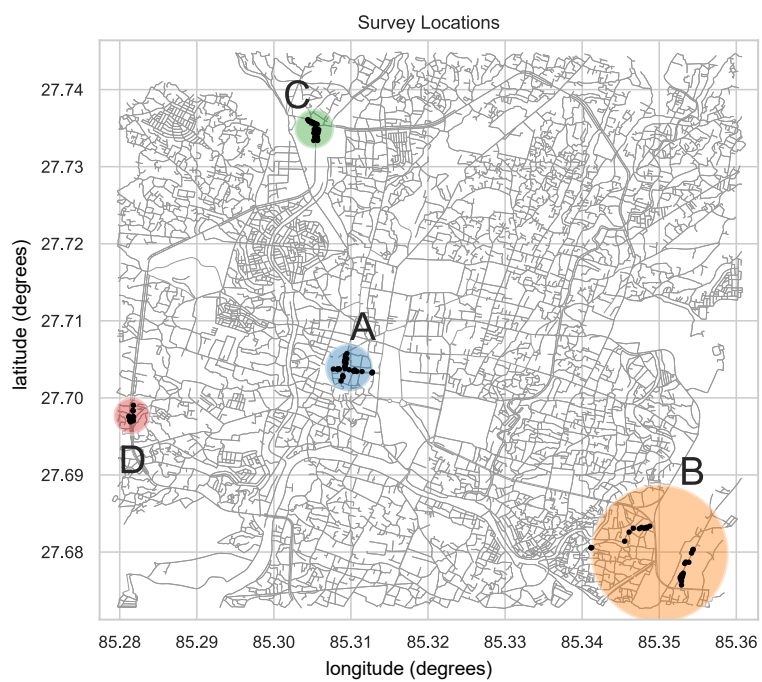 Survey Locations
27.74
27.73
27.72
27.71
27.70
27.69
27.68
latitude (degrees)
C
A
D
B
85.28 85.29 85.30 85.31 85.32 85.33 85.34 85.35 85.36
longitude (degrees)